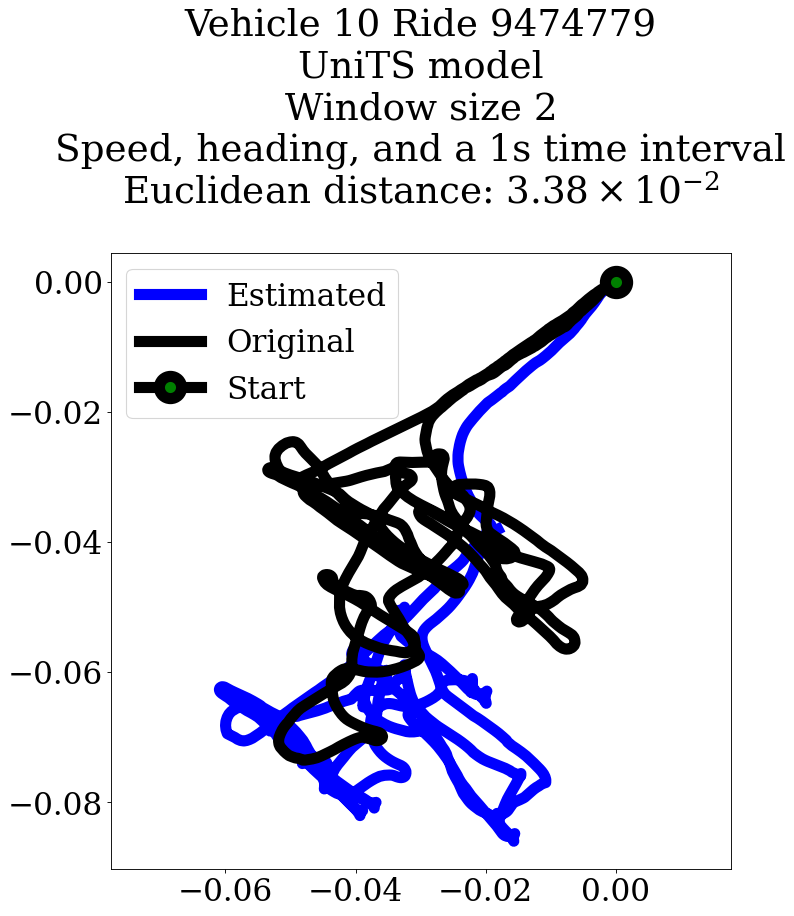 Vehicle 10 Ride 9474779
UniTS model
Window size 2
Speed, heading, and a 1s time interval
Euclidean distance: 3.38 × 10⁻²
Estimated
Original
Start
0.00
−0.02
−0.04
−0.06
−0.08
−0.06 −0.04 −0.02 0.00